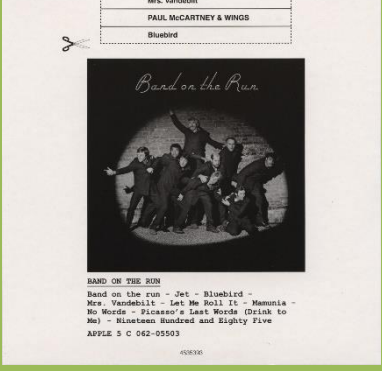 Mrs. Vandebilt
PAUL McCARTNEY & WINGS
Bluebird
Band on the Run
BAND ON THE RUN
Band on the run - Jet - Bluebird -
Mrs. Vandebilt - Let Me Roll It - Mamunia -
No Words - Picasso's Last Words (Drink to
Me) - Nineteen Hundred and Eighty Five
APPLE 5 C 062-05503